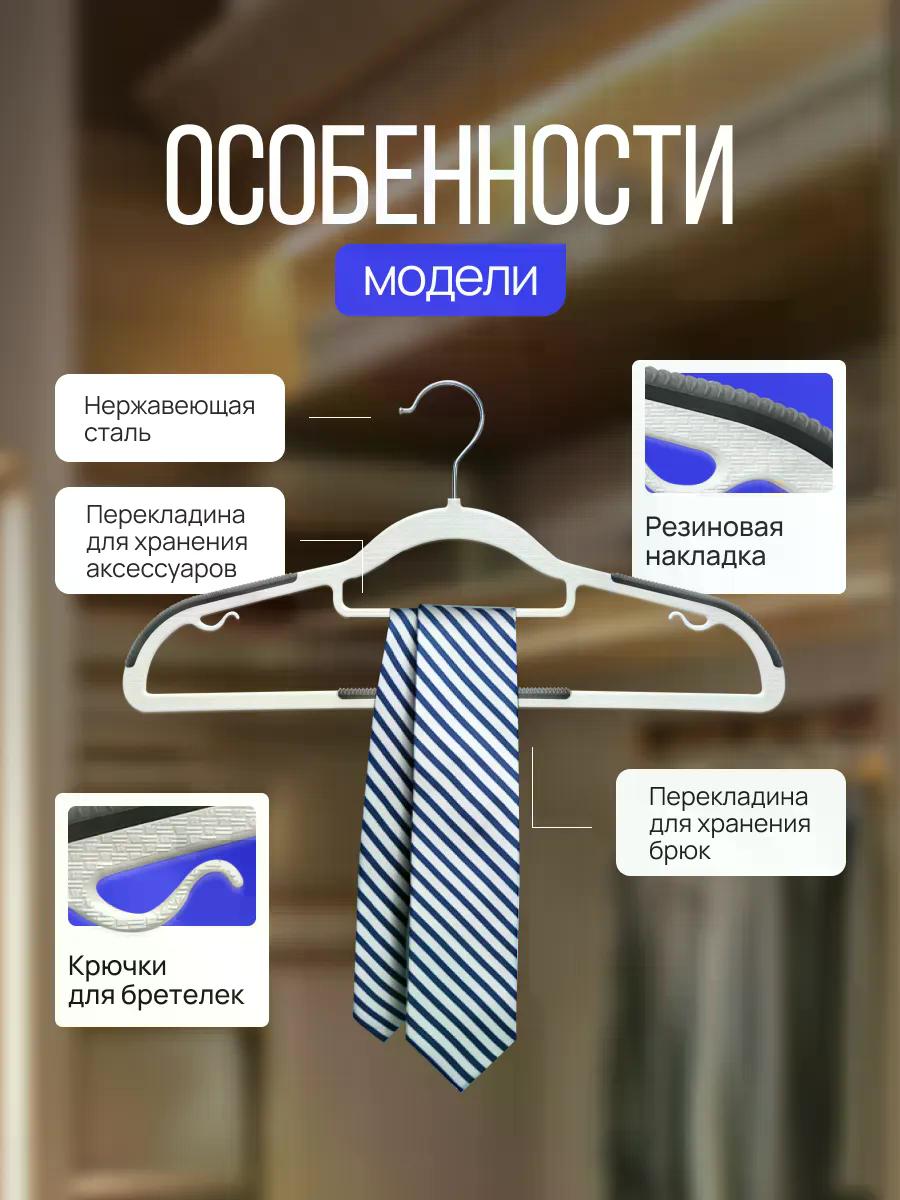 ОСОБЕННОСТИ
модели
Нержавеющая
сталь
Перекладина
для хранения
аксессуаров
Резиновая
накладка
Перекладина
для хранения
брюк
Крючки
для бретелек